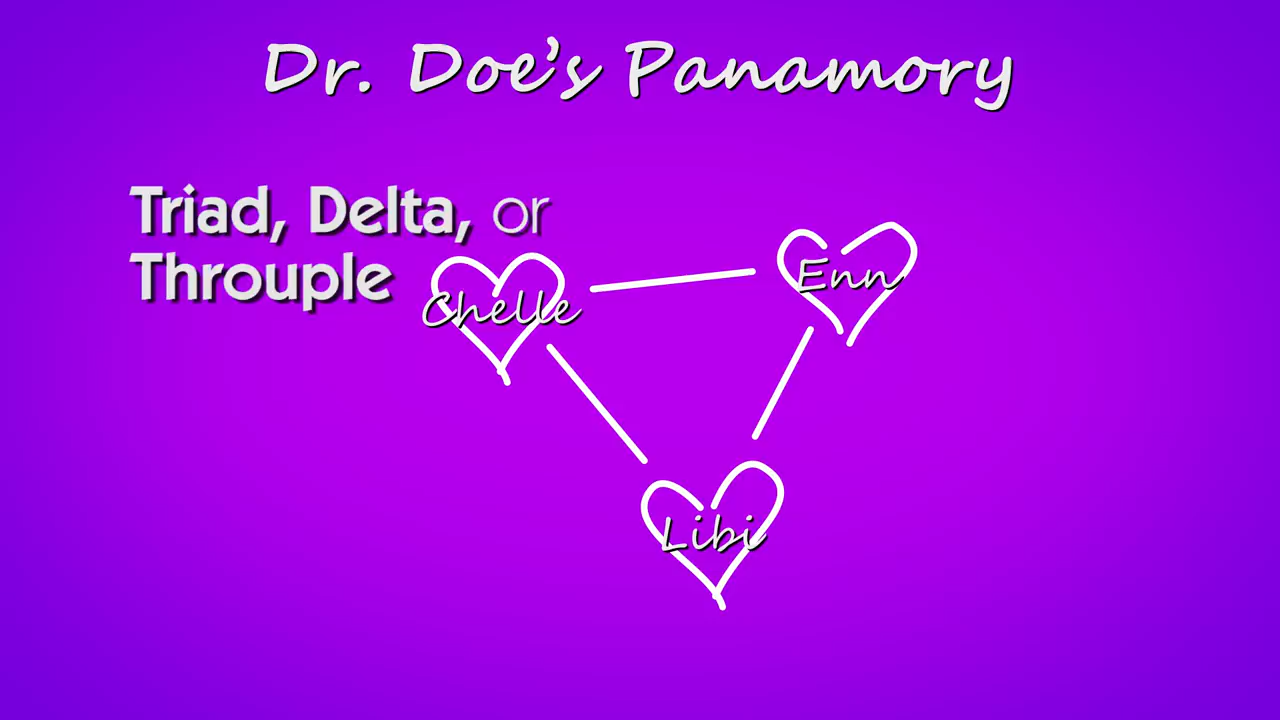 Dr. Doe's Panamory
Triad, Delta, or
Throuple
Chelle
Enn
Libi